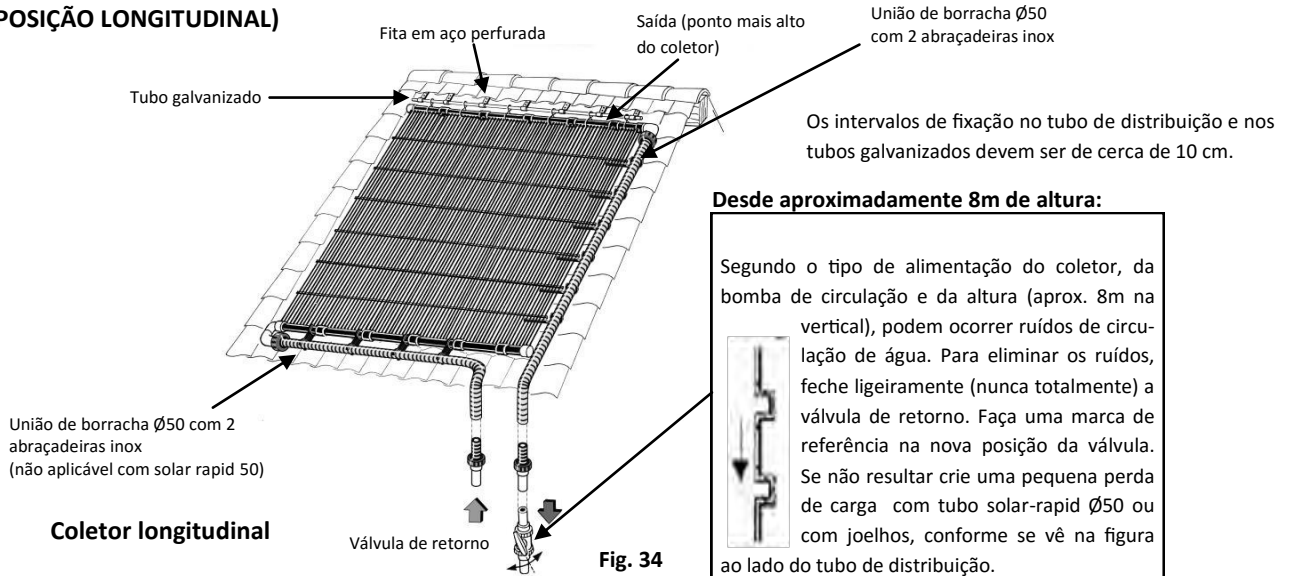 POSIÇÃO LONGITUDINAL)
Fita em aço perfurada
Saída (ponto mais alto
do coletor)
União de borracha Ø50
com 2 abraçadeiras inox
Tubo galvanizado
Os intervalos de fixação no tubo de distribuição e nos
tubos galvanizados devem ser de cerca de 10 cm.
Desde aproximadamente 8m de altura:
Segundo o tipo de alimentação do coletor, da
bomba de circulação e da altura (aprox. 8m na
vertical), podem ocorrer ruídos de circu-
lação de água. Para eliminar os ruídos,
feche ligeiramente (nunca totalmente) a
válvula de retorno. Faça uma marca de
referência na nova posição da válvula.
Se não resultar crie uma pequena perda
de carga com tubo solar-rapid Ø50 ou
com joelhos, conforme se vê na figura
ao lado do tubo de distribuição.
União de borracha Ø50 com 2
abraçadeiras inox
(não aplicável com solar rapid 50)
Coletor longitudinal
Válvula de retorno
Fig. 34